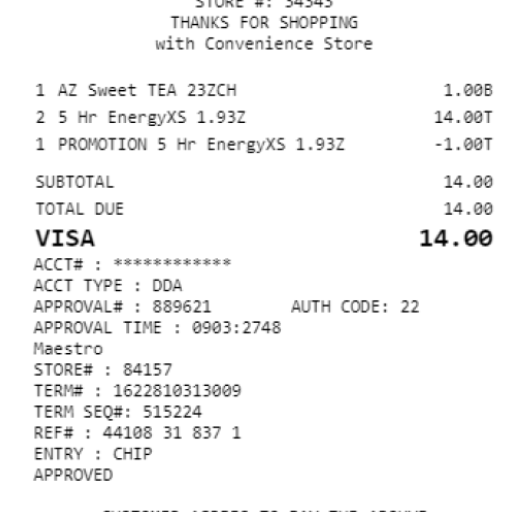 STORE #: 34343
THANKS FOR SHOPPING
with Convenience Store
1 AZ Sweet TEA 23ZCH 1.00B
2 5 Hr EnergyXS 1.93Z 14.00T
1 PROMOTION 5 Hr EnergyXS 1.93Z -1.00T
SUBTOTAL 14.00
TOTAL DUE 14.00
VISA 14.00
ACCT# : ************
ACCT TYPE : DDA
APPROVAL# : 889621 AUTH CODE: 22
APPROVAL TIME : 0903:2748
Maestro
STORE# : 84157
TERM# : 1622810313009
TERM SEQ#: 515224
REF# : 44108 31 837 1
ENTRY : CHIP
APPROVED